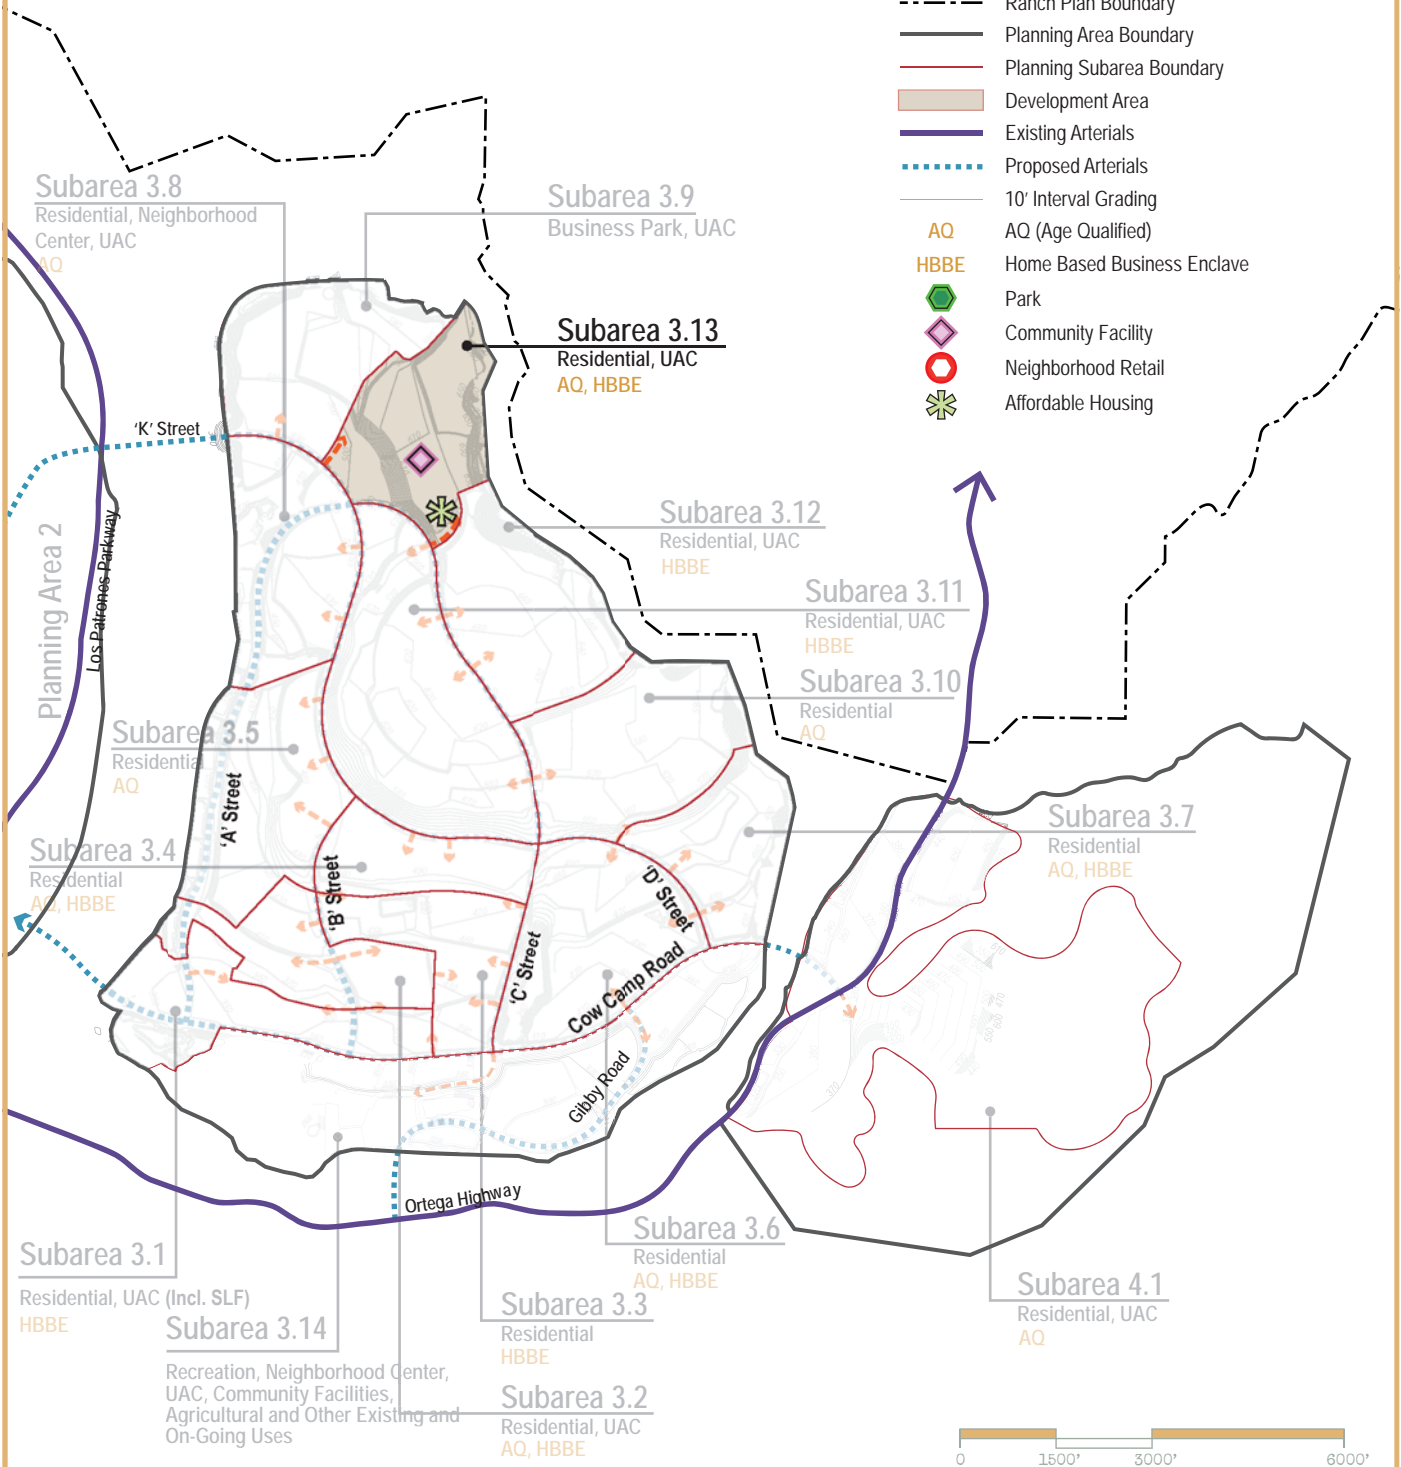 Ranch Plan Boundary
Planning Area Boundary
Planning Subarea Boundary
Development Area
Existing Arterials
Proposed Arterials
10' Interval Grading
AQ AQ (Age Qualified)
HBBE Home Based Business Enclave
Park
Community Facility
Neighborhood Retail
Affordable Housing
Subarea 3.8
Residential, Neighborhood
Center, UAC
AQ
Subarea 3.9
Business Park, UAC
Subarea 3.13
Residential, UAC
AQ, HBBE
'K' Street
Planning Area 2
Los Patrones Parkway
Subarea 3.12
Residential, UAC
HBBE
Subarea 3.11
Residential, UAC
HBBE
Subarea 3.10
Residential
AQ
Subarea 3.5
Residential
AQ
'A' Street
Subarea 3.4
Residential
AQ, HBBE
'B' Street
'C' Street
'D' Street
Cow Camp Road
Gibby Road
Subarea 3.7
Residential
AQ, HBBE
370
Ortega Highway
Subarea 3.1
Residential, UAC (Incl. SLF)
HBBE
Subarea 3.14
Recreation, Neighborhood Center,
UAC, Community Facilities,
Agricultural and Other Existing and
On-Going Uses
Subarea 3.6
Residential
AQ, HBBE
Subarea 3.3
Residential
HBBE
Subarea 3.2
Residential, UAC
AQ, HBBE
Subarea 4.1
Residential, UAC
AQ
0 1500' 3000' 6000'